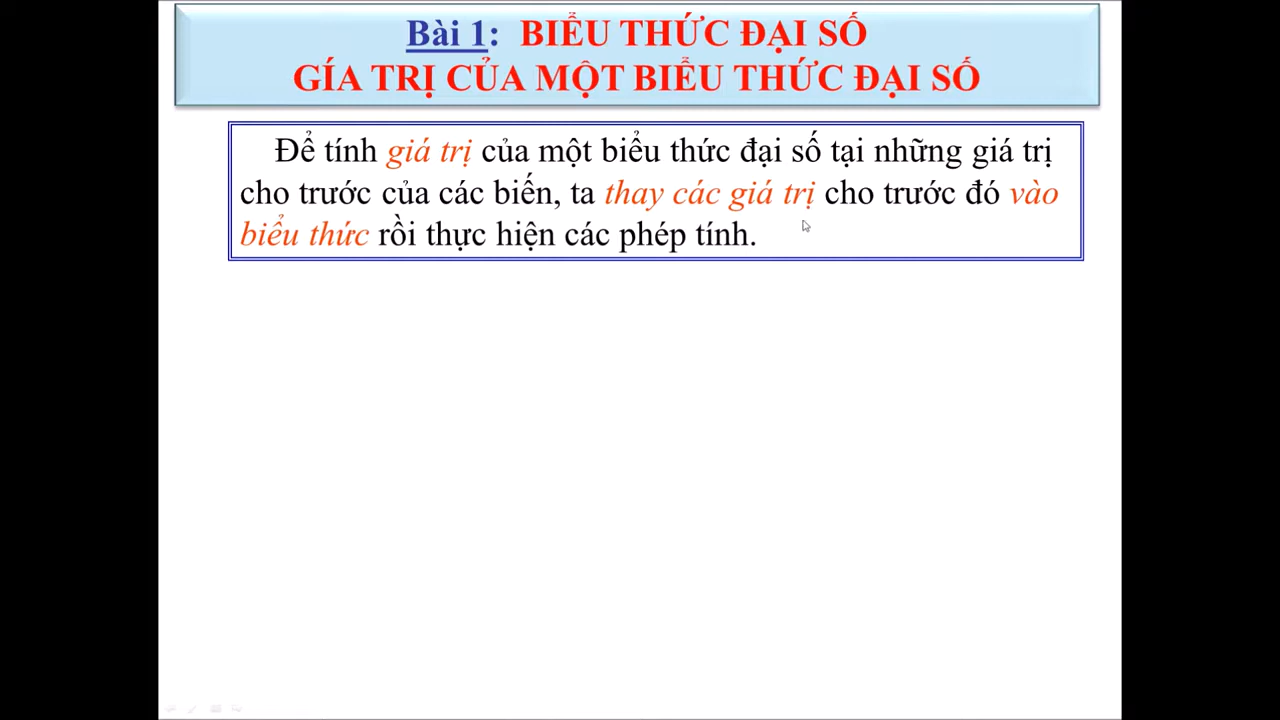 Bài 1: BIỂU THỨC ĐẠI SỐ
GÍA TRỊ CỦA MỘT BIỂU THỨC ĐẠI SỐ
Để tính giá trị của một biểu thức đại số tại những giá trị
cho trước của các biến, ta thay các giá trị cho trước đó vào
biểu thức rồi thực hiện các phép tính.